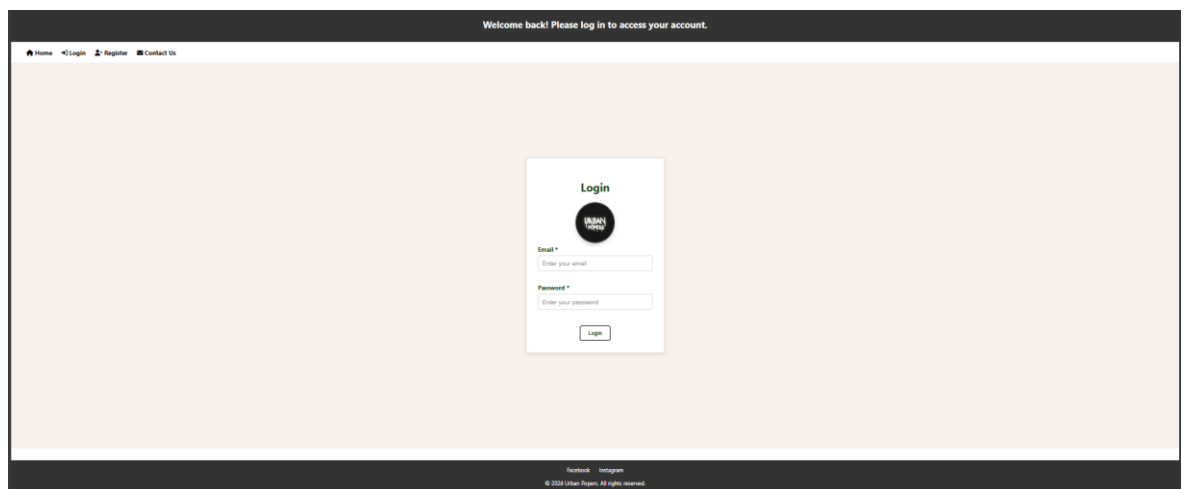 Welcome back! Please log in to access your account.
Home Login Register Contact Us
Login
URBAN
Email *
Enter your email
Password *
Enter your password
Login
Facebook Instagram
© 2024 Urban Ropers. All rights reserved.